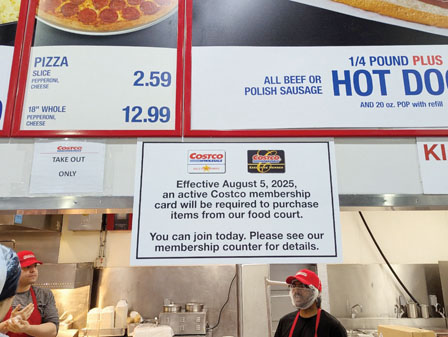 PIZZA
SLICE
PEPPERONI,
CHEESE
2.59
18" WHOLE
PEPPERONI,
CHEESE
12.99
1/4 POUND PLUS
ALL BEEF OR
POLISH SAUSAGE
HOT DO
AND 20 oz. POP with refill
COSTCO
TAKE OUT
ONLY
COSTCO
COSTCO
Effective August 5, 2025,
an active Costco membership
card will be required to purchase
items from our food court.
You can join today. Please see our
membership counter for details.
KI